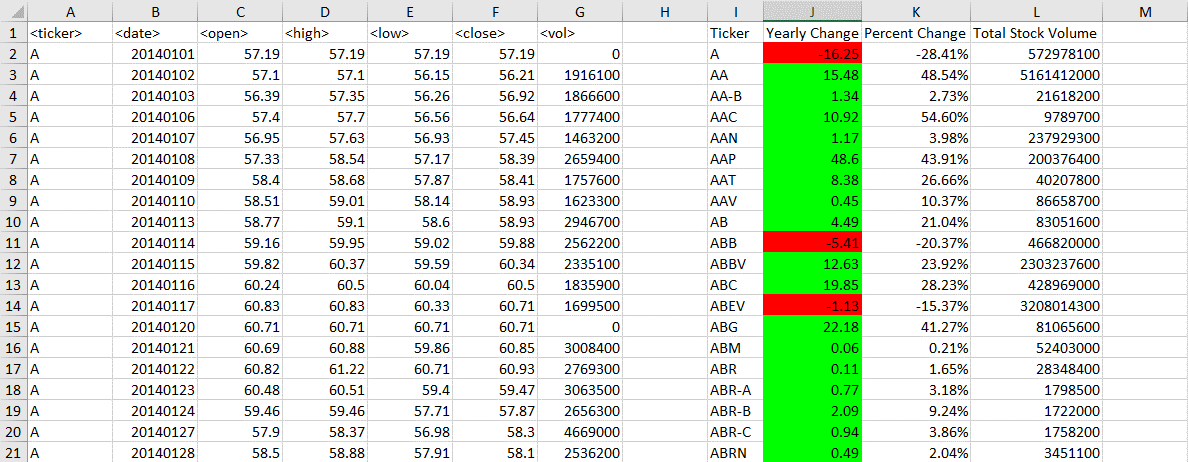 A B C D E F G H I J K L M
1 <ticker> <date> <open> <high> <low> <close> <vol> Ticker Yearly Change Percent Change Total Stock Volume
2 A 20140101 57.19 57.19 57.19 57.19 0 A -16.25 -28.41% 572978100
3 A 20140102 57.1 57.1 56.15 56.21 1916100 AA 15.48 48.54% 5161412000
4 A 20140103 56.39 57.35 56.26 56.92 1866600 AA-B 1.34 2.73% 21618200
5 A 20140106 57.4 57.7 56.56 56.64 1777400 AAC 10.92 54.60% 9789700
6 A 20140107 56.95 57.63 56.93 57.45 1463200 AAN 1.17 3.98% 237929300
7 A 20140108 57.33 58.54 57.17 58.39 2659400 AAP 48.6 43.91% 200376400
8 A 20140109 58.4 58.68 57.87 58.41 1757600 AAT 8.38 26.66% 40207800
9 A 20140110 58.51 59.01 58.14 58.93 1623300 AAV 0.45 10.37% 86658700
10 A 20140113 58.77 59.1 58.6 58.93 2946700 AB 4.49 21.04% 83051600
11 A 20140114 59.16 59.95 59.02 59.88 2562200 ABB -5.41 -20.37% 466820000
12 A 20140115 59.82 60.37 59.59 60.34 2335100 ABBV 12.63 23.92% 2303237600
13 A 20140116 60.24 60.5 60.04 60.5 1835900 ABC 19.85 28.23% 428969000
14 A 20140117 60.83 60.83 60.33 60.71 1699500 ABEV -1.13 -15.37% 3208014300
15 A 20140120 60.71 60.71 60.71 60.71 0 ABG 22.18 41.27% 81065600
16 A 20140121 60.69 60.88 59.86 60.85 3008400 ABM 0.06 0.21% 52403000
17 A 20140122 60.82 61.22 60.71 60.93 2769300 ABR 0.11 1.65% 28348400
18 A 20140123 60.48 60.51 59.4 59.47 3063500 ABR-A 0.77 3.18% 1798500
19 A 20140124 59.46 59.46 57.71 57.87 2656300 ABR-B 2.09 9.24% 1722000
20 A 20140127 57.9 58.37 56.98 58.3 4669000 ABR-C 0.94 3.86% 1758200
21 A 20140128 58.5 58.88 57.91 58.1 2536200 ABRN 0.49 2.04% 3451100